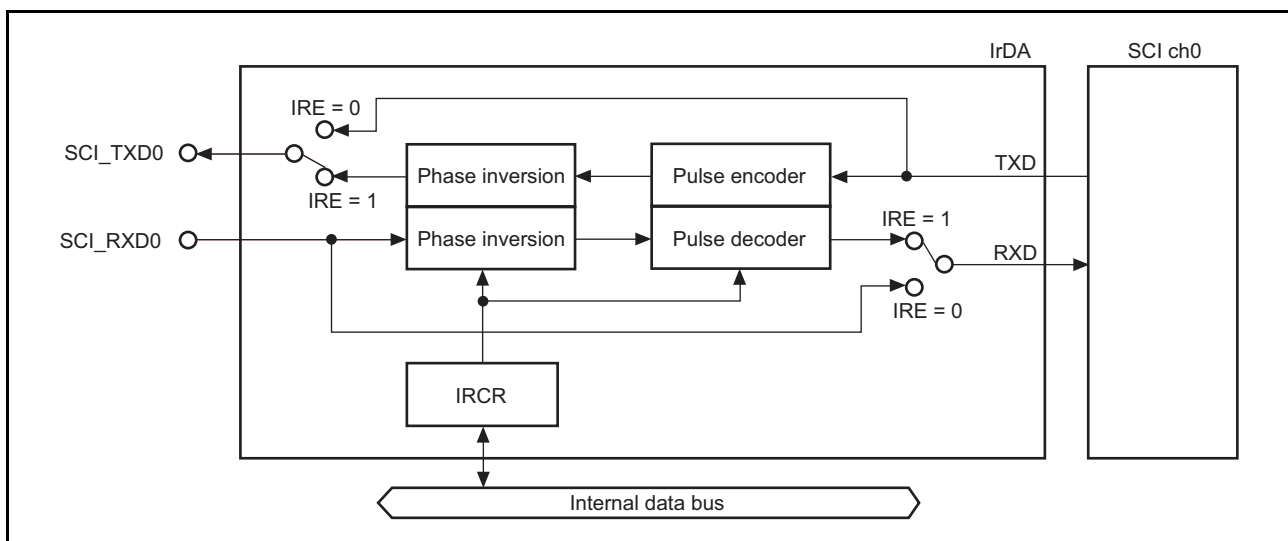 IrDA
SCI ch0
IRE = 0
SCI_TXD0
Phase inversion
Pulse encoder
TXD
IRE = 1
SCI_RXD0
Phase inversion
Pulse decoder
IRE = 1
RXD
IRE = 0
IRCR
Internal data bus